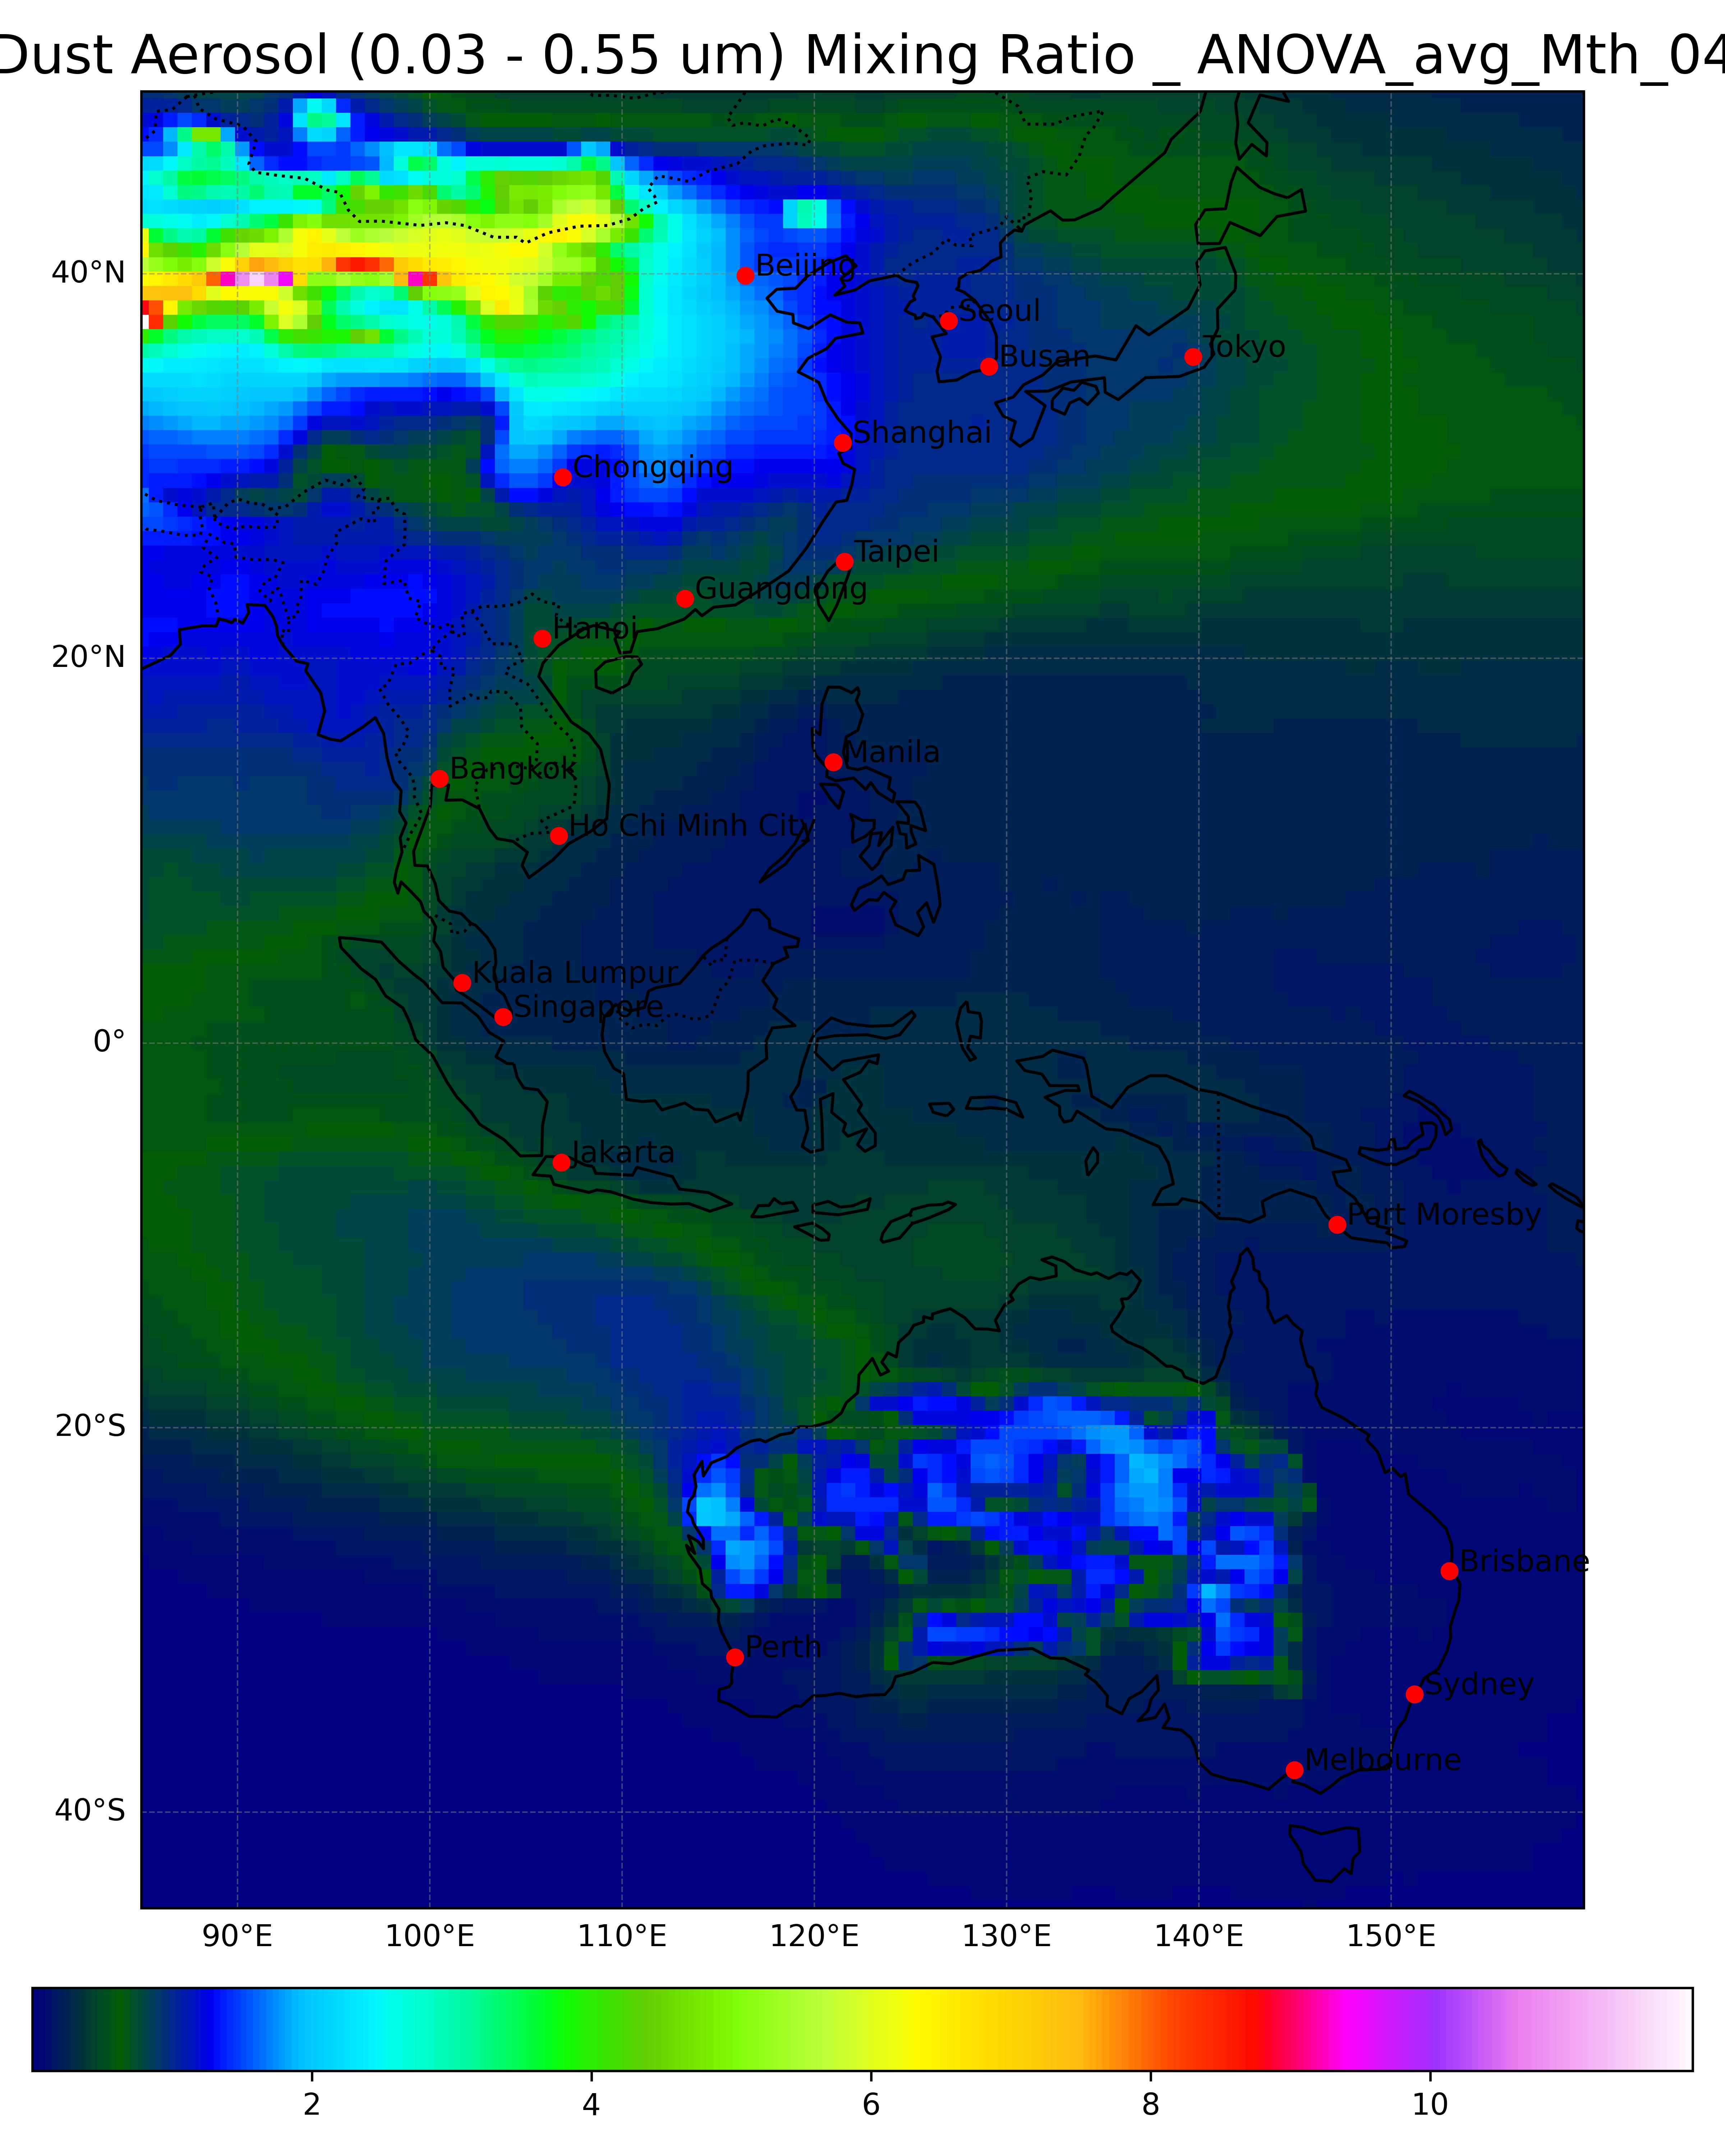 Dust Aerosol (0.03 - 0.55 um) Mixing Ratio _ ANOVA_avg_Mth_04
40°N
20°N
0°
20°S
40°S
Beijing
Seoul
Busan
Tokyo
Shanghai
Chongqing
Taipei
Guangdong
Hanoi
Manila
Bangkok
Ho Chi Minh City
Kuala Lumpur
Singapore
Jakarta
Port Moresby
Brisbane
Perth
Sydney
Melbourne
90°E 100°E 110°E 120°E 130°E 140°E 150°E
2 4 6 8 10